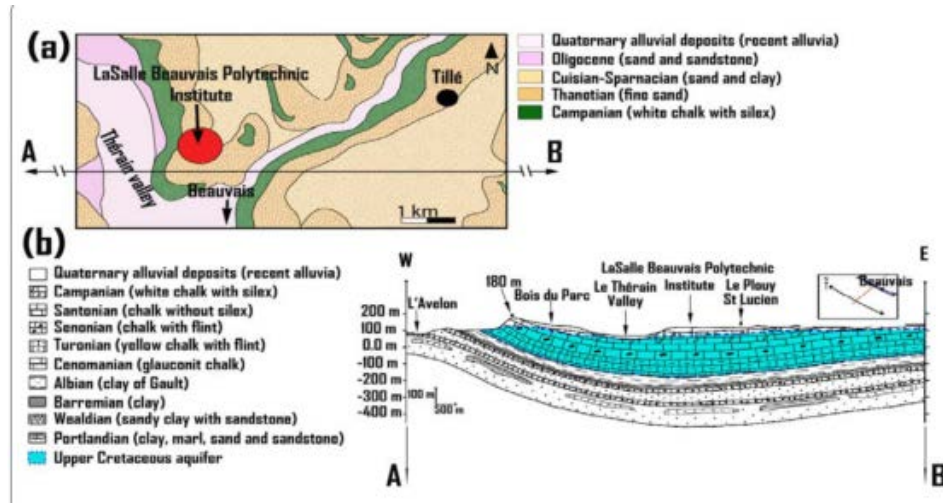 (a)
LaSalle Beauvais Polytechnic
Institute
Tillé
N
A
B
Thérain valley
Beauvais
1 km
Quaternary alluvial deposits (recent alluvia)
Oligocene (sand and sandstone)
Cuisian-Sparnacian (sand and clay)
Thanotian (fino sand)
Campanian (white chalk with silex)
(b)
Quaternary alluvial deposits (recent alluvia)
Campanian (white chalk with silex)
Santonian (chalk without silex)
Senonian (chalk with flint)
Turonian (yellow chalk with flint)
Cenomanian (glauconit chalk)
Albian (clay of Gault)
Barremian (clay)
Wealdian (sandy clay with sandstone)
Portlandian (clay, marl, sand and sandstone)
Upper Cretaceous aquifer
W
E
L'Avelon
180 m
Bois du Parc
LaSalle Beauvais Polytechnic
Institute
Le Thérain
Valley
Le Plouy
St Lucien
Beauvais
200 m
100 m
0.0 m
-100 m
-200 m
-300 m
-400 m
100 m
500 m
A
B